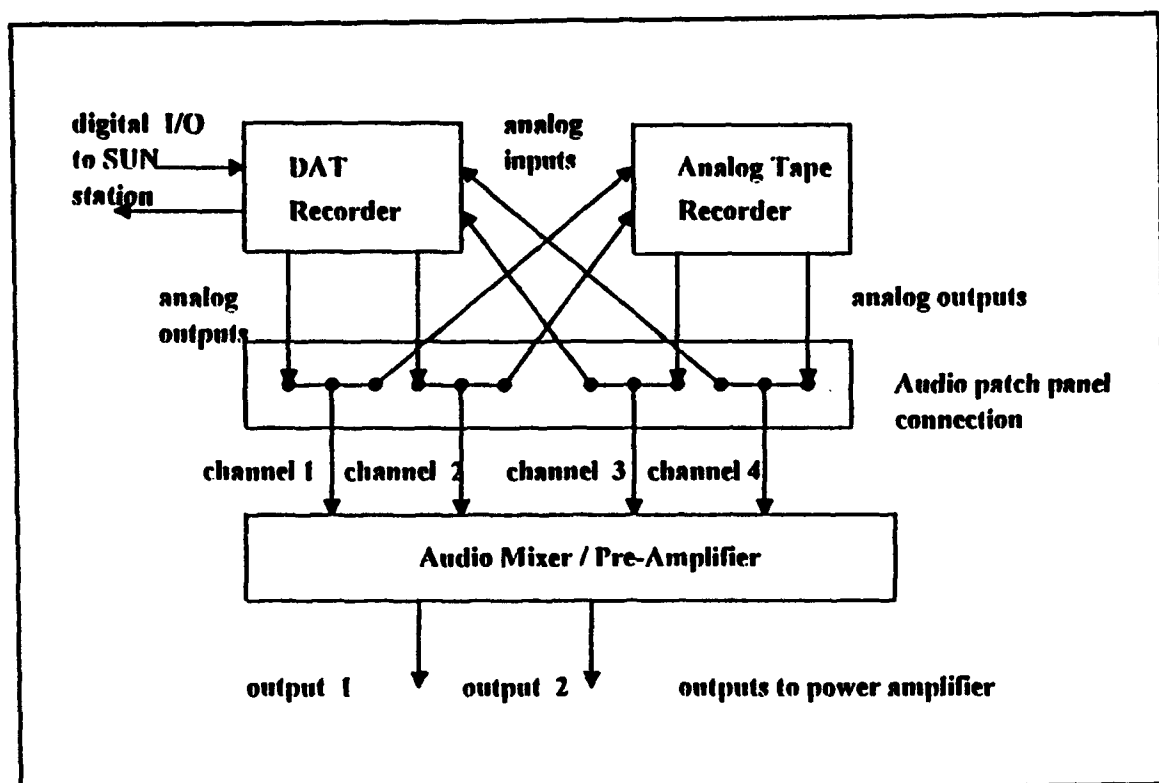 digital I/O
to SUN
station
DAT
Recorder
analog
inputs
Analog Tape
Recorder
analog
outputs
analog outputs
Audio patch panel
connection
channel 1
channel 2
channel 3
channel 4
Audio Mixer / Pre-Amplifier
output 1
output 2
outputs to power amplifier